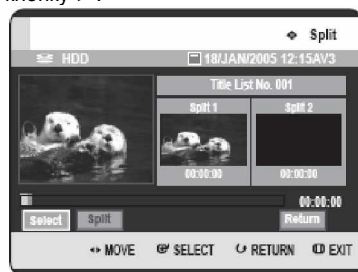 кнопку
Split
HDD 18/JAN/2005 12:15AV3
Title List No. 001
Split 1 Split 2
00:00:00 00:00:00
00:00:00
Select Split Return
MOVE SELECT RETURN EXIT